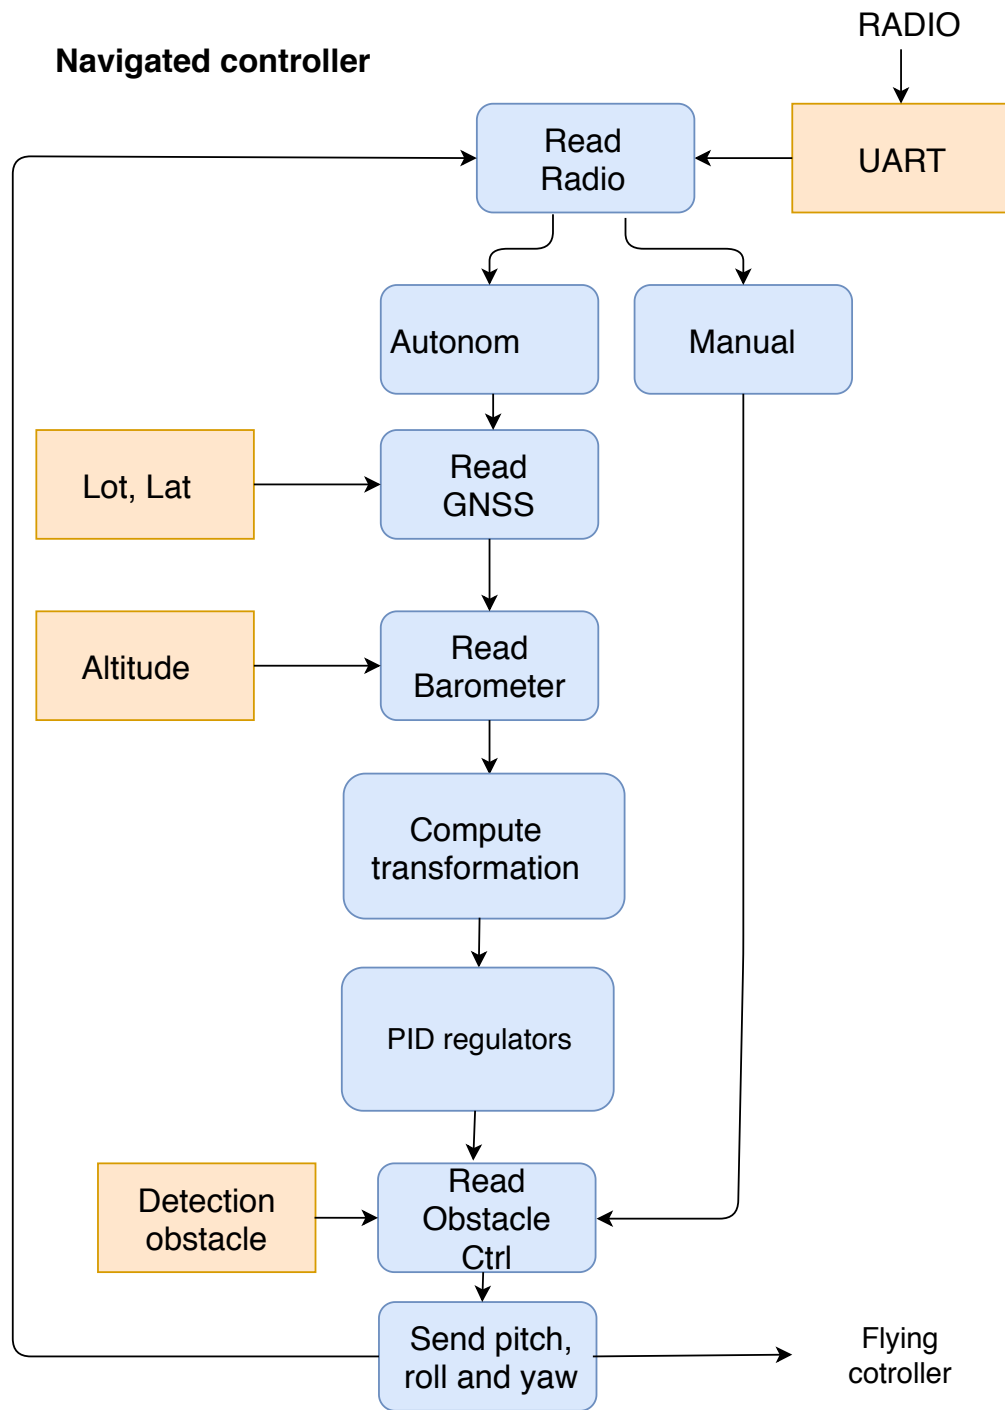 RADIO
Navigated controller
Read
Radio
UART
Autonom
Manual
Lot, Lat
Read
GNSS
Altitude
Read
Barometer
Compute
transformation
PID regulators
Detection
obstacle
Read
Obstacle
Ctrl
Send pitch,
roll and yaw
Flying
cotroller